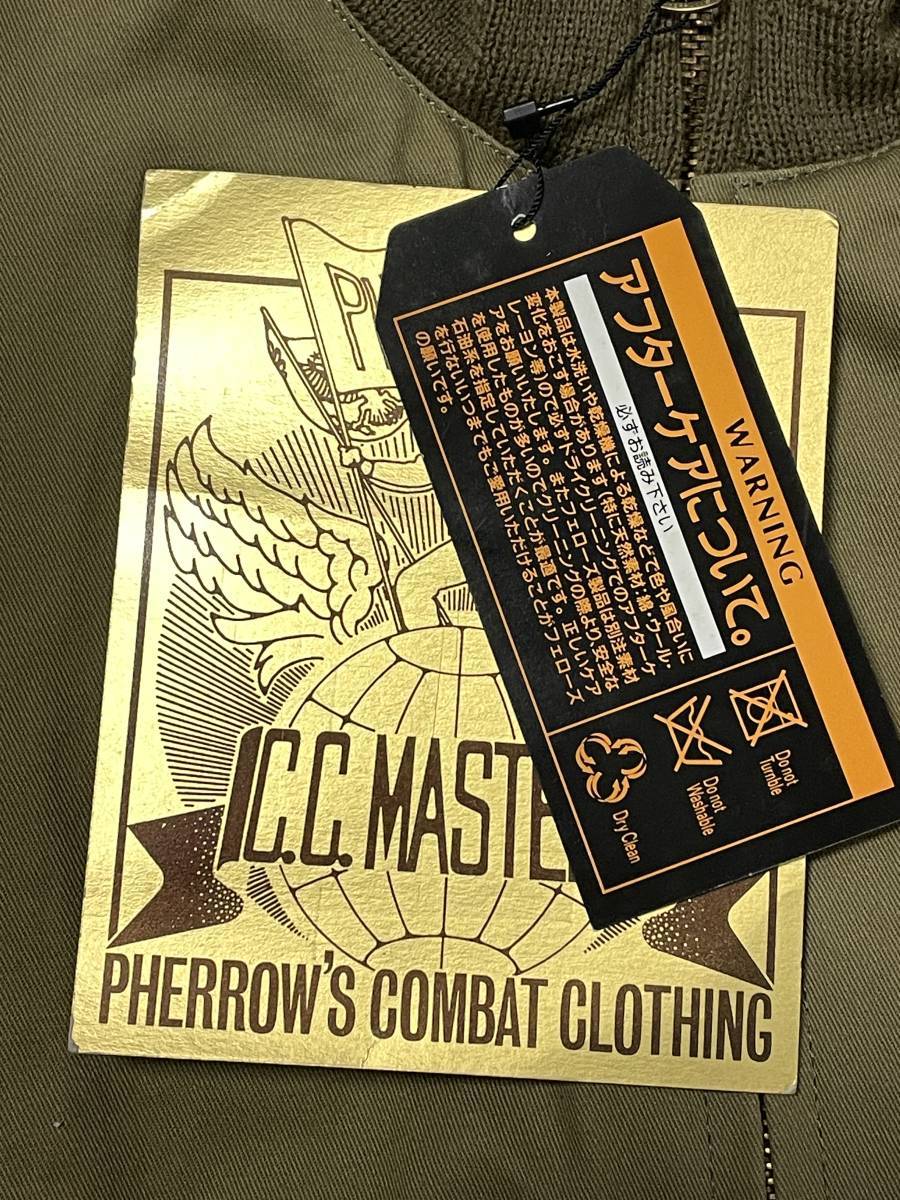 WARNING
アフターケアについて。
必ずお読み下さい
本製品は水洗いや乾燥機による乾燥などで色や風合いに
変化をおこす場合があります(特に天然素材:綿・ウール・
レーヨン等)ので必ずドライクリーニングでのアフターケ
アをお願いいたします。またフェローズ製品は別注素材
を使用したものが多いのでクリーニングの際より安全な
石油系を指定していただくことが最適です。正しいケア
を行ないいつまでもご愛用いただけることがフェローズ
の願いです。
Do not
Tumble
Do not
Washable
Dry Clean
C.C. MASTE
PHERROW'S COMBAT CLOTHING